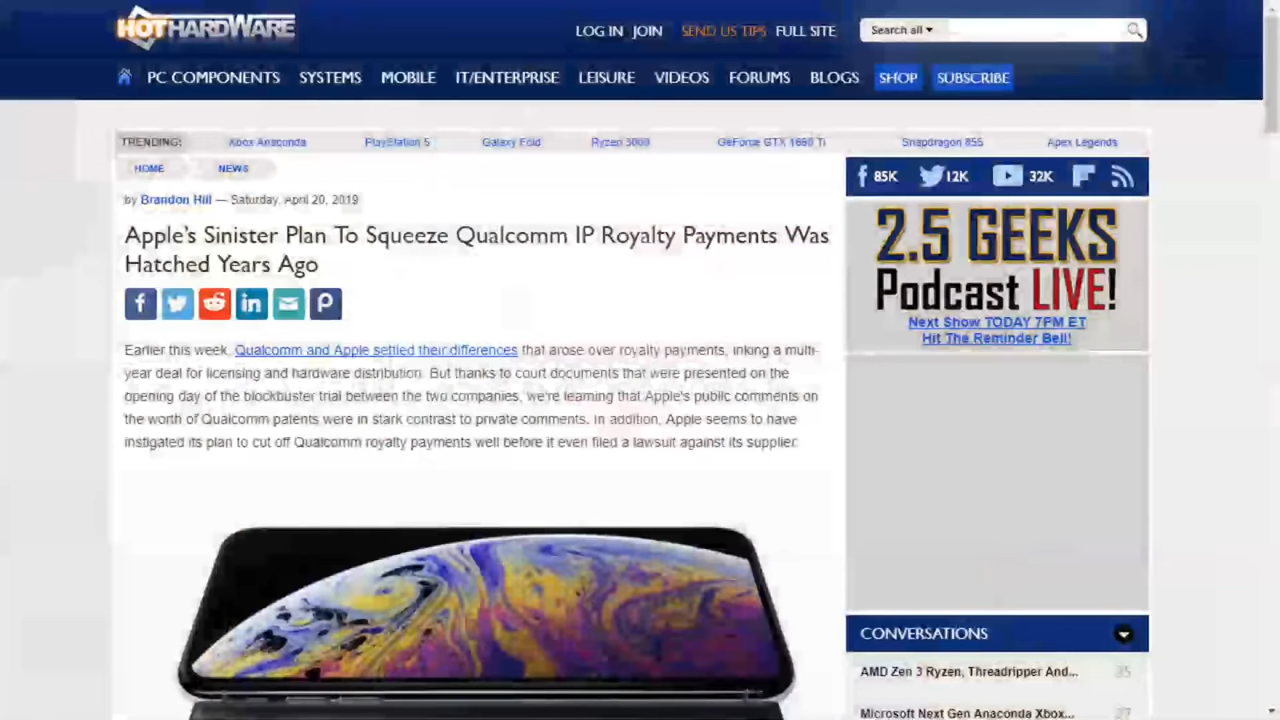 HOTHARDWARE
LOG IN JOIN SEND US TIPS FULL SITE
Search all
PC COMPONENTS SYSTEMS MOBILE IT/ENTERPRISE LEISURE VIDEOS FORUMS BLOGS SHOP SUBSCRIBE
TRENDING: Xbox Anaconda PlayStation 5 Galaxy Fold Ryzen 3000 GeForce GTX 1660 Ti Snapdragon 855 Apex Legends
HOME NEWS
85K 12K 32K
by Brandon Hill — Saturday, April 20, 2019
Apple's Sinister Plan To Squeeze Qualcomm IP Royalty Payments Was
Hatched Years Ago
2.5 GEEKS
Podcast LIVE!
Next Show TODAY 7PM ET
Hit The Reminder Bell!
Earlier this week, Qualcomm and Apple settled their differences that arose over royalty payments, inking a multi-
year deal for licensing and hardware distribution. But thanks to court documents that were presented on the
opening day of the blockbuster trial between the two companies, we're learning that Apple's public comments on
the worth of Qualcomm patents were in stark contrast to private comments. In addition, Apple seems to have
instigated its plan to cut off Qualcomm royalty payments well before it even filed a lawsuit against its supplier.
CONVERSATIONS
AMD Zen 3 Ryzen, Threadripper And... 35
Microsoft Next Gen Anaconda Xbox... 27